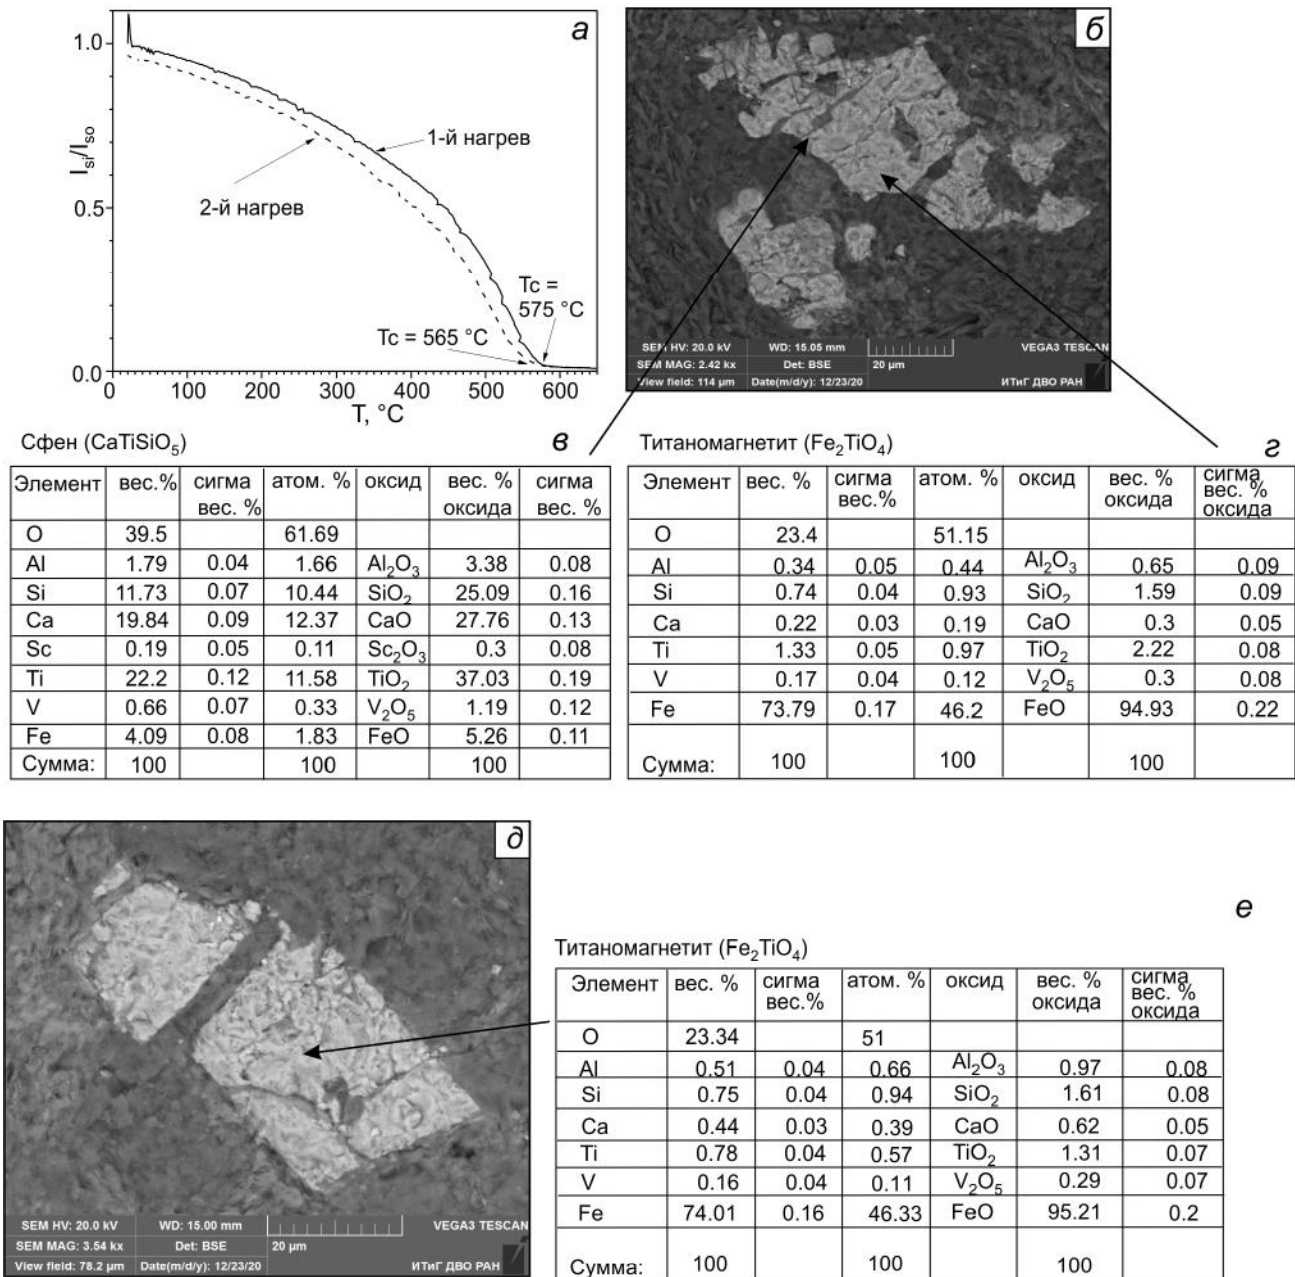 а
1.0
0.5
0.0
I_si/I_so
1-й нагрев
2-й нагрев
Tc =
575 °C
Tc = 565 °C
0 100 200 300 400 500 600
T, °C
б
SEM HV: 20.0 kV WD: 15.05 mm VEGA3 TESCAN
SEM MAG: 2.42 kx Det: BSE 20 µm
View field: 114 µm Date(m/d/y): 12/23/20 ИТиГ ДВО РАН
Сфен (CaTiSiO₅) в
Элемент вес.% сигма вес. % атом. % оксид вес. % оксида сигма вес. %
O 39.5 61.69
Al 1.79 0.04 1.66 Al₂O₃ 3.38 0.08
Si 11.73 0.07 10.44 SiO₂ 25.09 0.16
Ca 19.84 0.09 12.37 CaO 27.76 0.13
Sc 0.19 0.05 0.11 Sc₂O₃ 0.3 0.08
Ti 22.2 0.12 11.58 TiO₂ 37.03 0.19
V 0.66 0.07 0.33 V₂O₅ 1.19 0.12
Fe 4.09 0.08 1.83 FeO 5.26 0.11
Сумма: 100 100 100
Титаномагнетит (Fe₂TiO₄) г
Элемент вес. % сигма вес.% атом. % оксид вес. % оксида сигма вес. % оксида
O 23.4 51.15
Al 0.34 0.05 0.44 Al₂O₃ 0.65 0.09
Si 0.74 0.04 0.93 SiO₂ 1.59 0.09
Ca 0.22 0.03 0.19 CaO 0.3 0.05
Ti 1.33 0.05 0.97 TiO₂ 2.22 0.08
V 0.17 0.04 0.12 V₂O₅ 0.3 0.08
Fe 73.79 0.17 46.2 FeO 94.93 0.22
Сумма: 100 100 100
д
SEM HV: 20.0 kV WD: 15.00 mm VEGA3 TESCAN
SEM MAG: 3.54 kx Det: BSE 20 µm
View field: 78.2 µm Date(m/d/y): 12/23/20 ИТиГ ДВО РАН
е
Титаномагнетит (Fe₂TiO₄)
Элемент вес. % сигма вес.% атом. % оксид вес. % оксида сигма вес. % оксида
O 23.34 51
Al 0.51 0.04 0.66 Al₂O₃ 0.97 0.08
Si 0.75 0.04 0.94 SiO₂ 1.61 0.08
Ca 0.44 0.03 0.39 CaO 0.62 0.05
Ti 0.78 0.04 0.57 TiO₂ 1.31 0.07
V 0.16 0.04 0.11 V₂O₅ 0.29 0.07
Fe 74.01 0.16 46.33 FeO 95.21 0.2
Сумма: 100 100 100